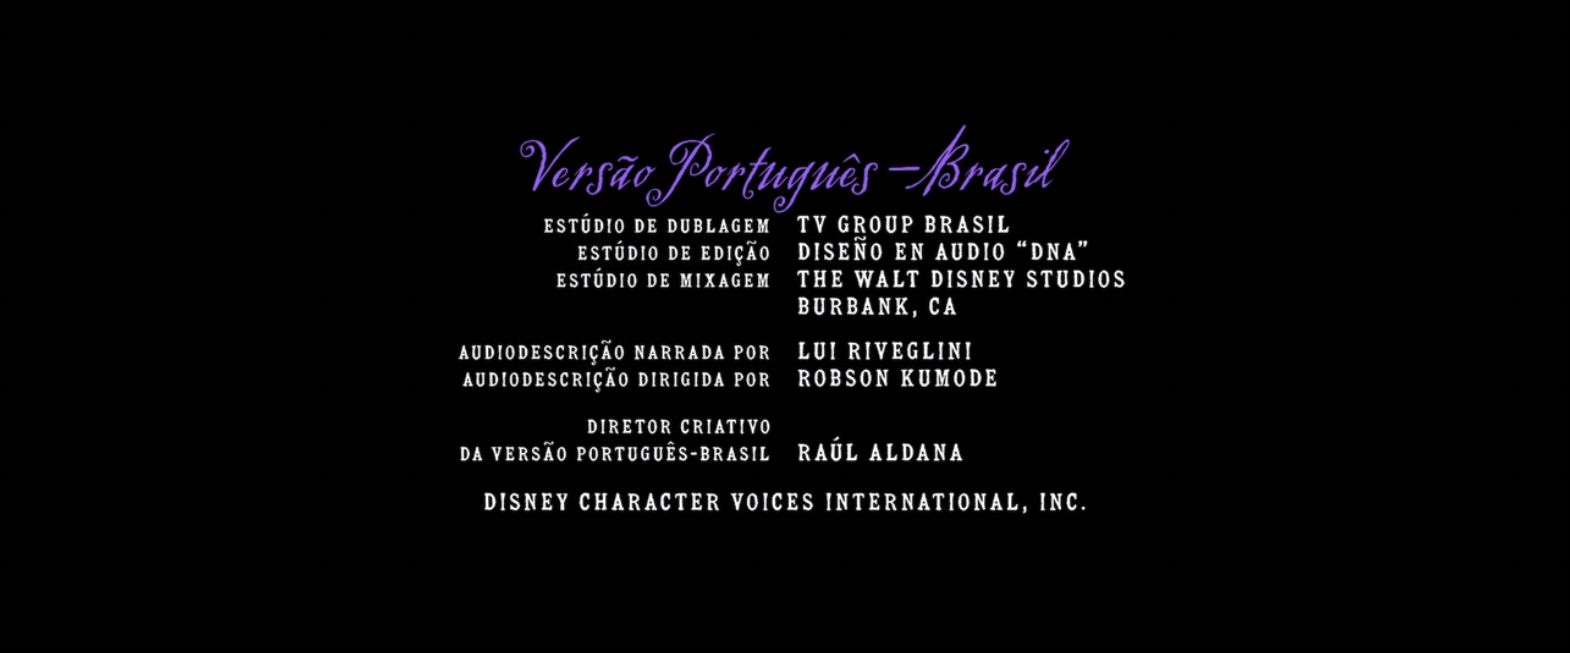 Versão Português – Brasil
ESTÚDIO DE DUBLAGEM TV GROUP BRASIL
ESTÚDIO DE EDIÇÃO DISEÑO EN AUDIO “DNA”
ESTÚDIO DE MIXAGEM THE WALT DISNEY STUDIOS
BURBANK, CA
AUDIODESCRIÇÃO NARRADA POR LUI RIVEGLINI
AUDIODESCRIÇÃO DIRIGIDA POR ROBSON KUMODE
DIRETOR CRIATIVO
DA VERSÃO PORTUGUÊS-BRASIL RAÚL ALDANA
DISNEY CHARACTER VOICES INTERNATIONAL, INC.